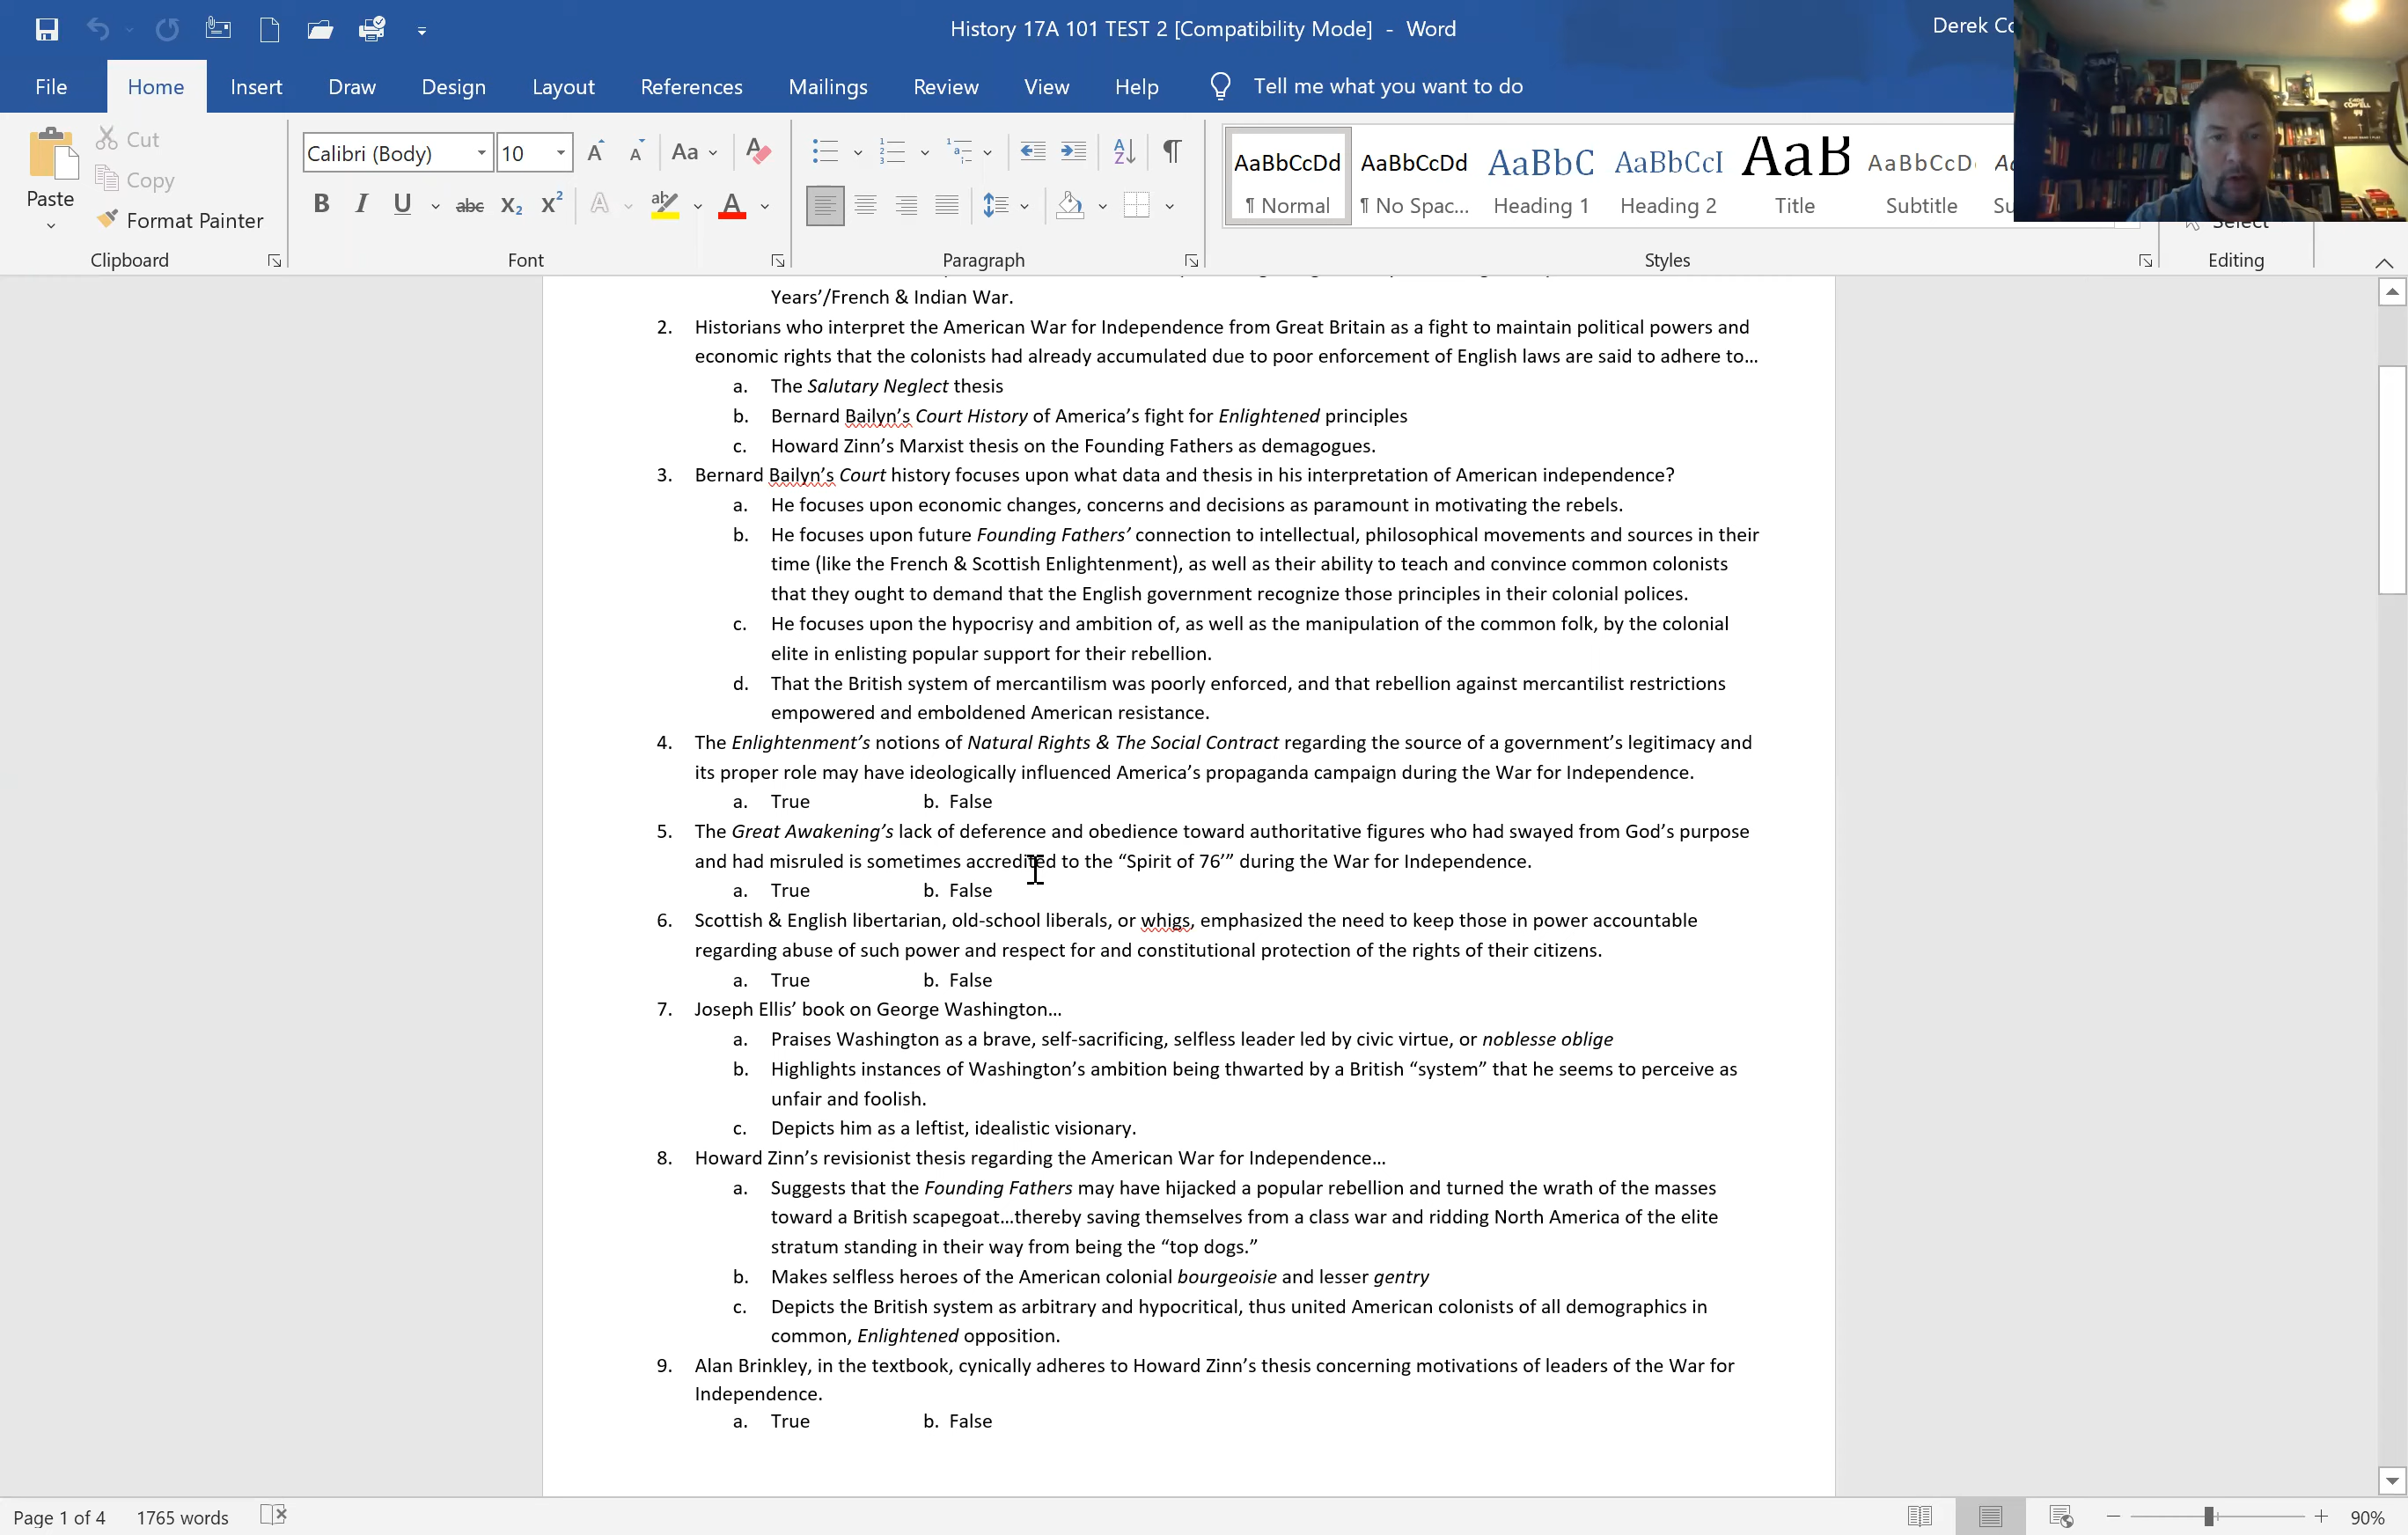 History 17A 101 TEST 2 [Compatibility Mode] - Word
Derek Co
File Home Insert Draw Design Layout References Mailings Review View Help Tell me what you want to do
Cut
Copy
Paste
Format Painter
Calibri (Body) 10
AaBbCcDd AaBbCcDd AaBbC AaBbCcI AaB AaBbCcD
¶ Normal ¶ No Spac... Heading 1 Heading 2 Title Subtitle Su
Select
Clipboard Font Paragraph Styles Editing
Years’/French & Indian War.
2. Historians who interpret the American War for Independence from Great Britain as a fight to maintain political powers and
economic rights that the colonists had already accumulated due to poor enforcement of English laws are said to adhere to…
a. The Salutary Neglect thesis
b. Bernard Bailyn’s Court History of America’s fight for Enlightened principles
c. Howard Zinn’s Marxist thesis on the Founding Fathers as demagogues.
3. Bernard Bailyn’s Court history focuses upon what data and thesis in his interpretation of American independence?
a. He focuses upon economic changes, concerns and decisions as paramount in motivating the rebels.
b. He focuses upon future Founding Fathers’ connection to intellectual, philosophical movements and sources in their
time (like the French & Scottish Enlightenment), as well as their ability to teach and convince common colonists
that they ought to demand that the English government recognize those principles in their colonial polices.
c. He focuses upon the hypocrisy and ambition of, as well as the manipulation of the common folk, by the colonial
elite in enlisting popular support for their rebellion.
d. That the British system of mercantilism was poorly enforced, and that rebellion against mercantilist restrictions
empowered and emboldened American resistance.
4. The Enlightenment’s notions of Natural Rights & The Social Contract regarding the source of a government’s legitimacy and
its proper role may have ideologically influenced America’s propaganda campaign during the War for Independence.
a. True b. False
5. The Great Awakening’s lack of deference and obedience toward authoritative figures who had swayed from God’s purpose
and had misruled is sometimes accredited to the “Spirit of 76’” during the War for Independence.
a. True b. False
6. Scottish & English libertarian, old-school liberals, or whigs, emphasized the need to keep those in power accountable
regarding abuse of such power and respect for and constitutional protection of the rights of their citizens.
a. True b. False
7. Joseph Ellis’ book on George Washington…
a. Praises Washington as a brave, self-sacrificing, selfless leader led by civic virtue, or noblesse oblige
b. Highlights instances of Washington’s ambition being thwarted by a British “system” that he seems to perceive as
unfair and foolish.
c. Depicts him as a leftist, idealistic visionary.
8. Howard Zinn’s revisionist thesis regarding the American War for Independence…
a. Suggests that the Founding Fathers may have hijacked a popular rebellion and turned the wrath of the masses
toward a British scapegoat…thereby saving themselves from a class war and ridding North America of the elite
stratum standing in their way from being the “top dogs.”
b. Makes selfless heroes of the American colonial bourgeoisie and lesser gentry
c. Depicts the British system as arbitrary and hypocritical, thus united American colonists of all demographics in
common, Enlightened opposition.
9. Alan Brinkley, in the textbook, cynically adheres to Howard Zinn’s thesis concerning motivations of leaders of the War for
Independence.
a. True b. False
Page 1 of 4 1765 words 90%